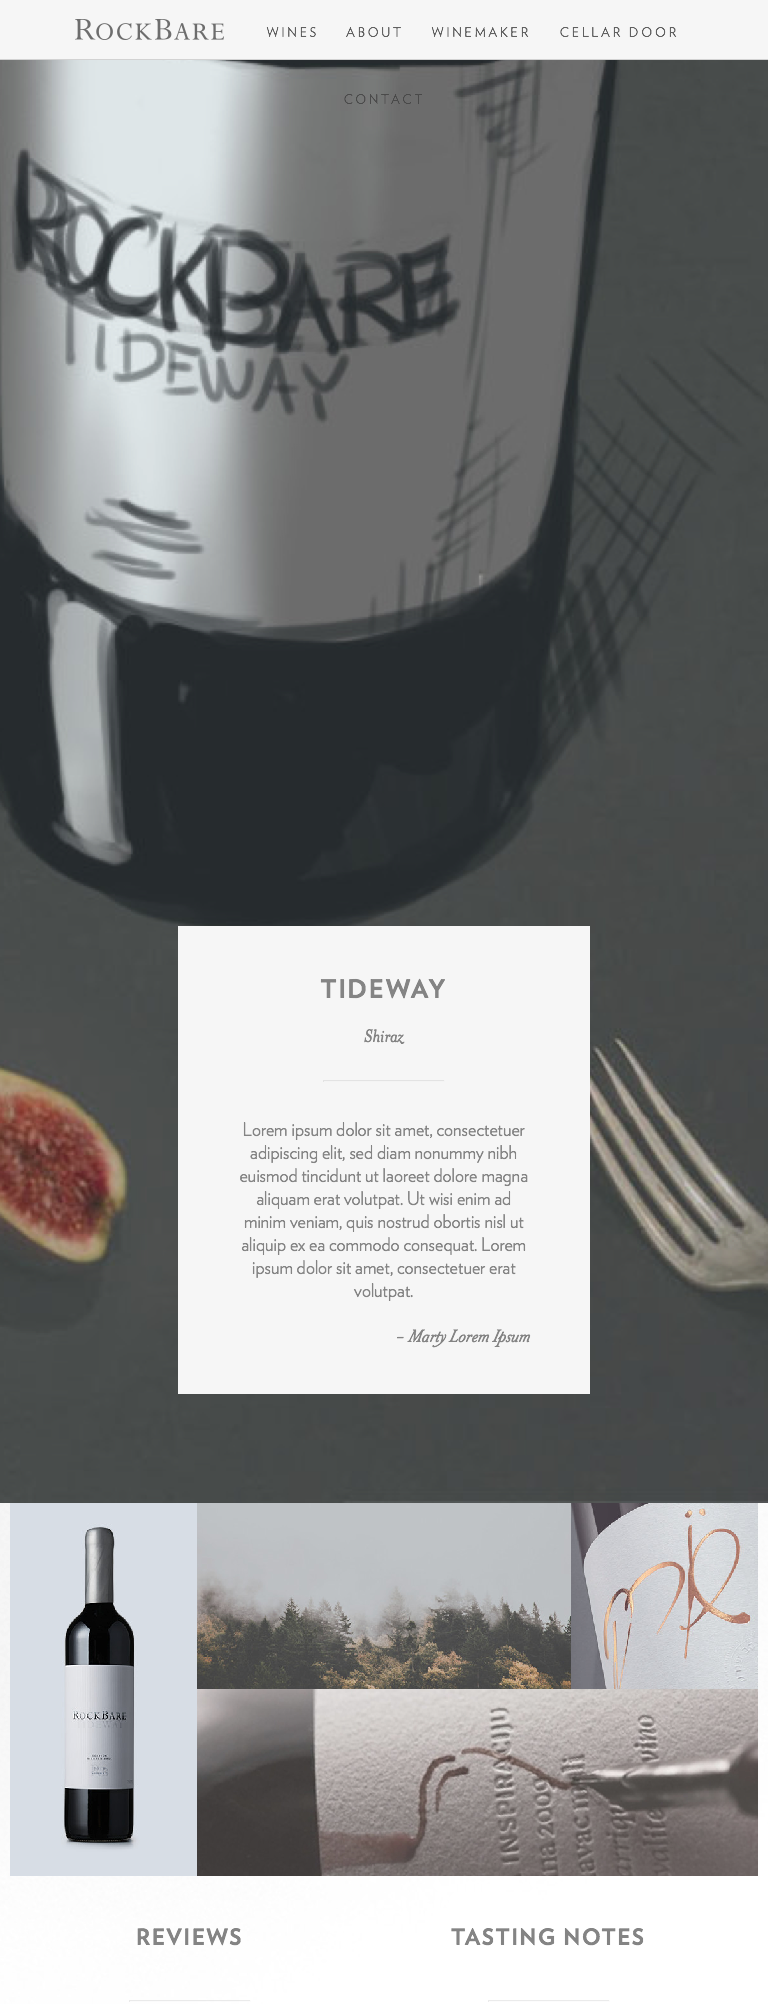 ROCKBARE WINES ABOUT WINEMAKER CELLAR DOOR
CONTACT
ROCKBARE
TIDEWAY
TIDEWAY
Shiraz
Lorem ipsum dolor sit amet, consectetuer
adipiscing elit, sed diam nonummy nibh
euismod tincidunt ut laoreet dolore magna
aliquam erat volutpat. Ut wisi enim ad
minim veniam, quis nostrud obortis nisl ut
aliquip ex ea commodo consequat. Lorem
ipsum dolor sit amet, consectetuer erat
volutpat.
– Marty Lorem Ipsum
ROCKBARE
INSPIRACIJU
vino
REVIEWS TASTING NOTES